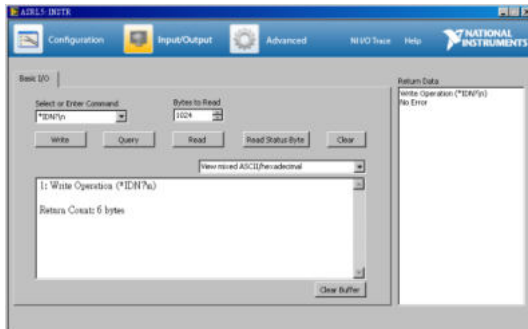 ASRL5-INSTR
Configuration
Input/Output
Advanced
NI I/O Trace
Help
NATIONAL INSTRUMENTS
Basic I/O
Select or Enter Command
*IDN?\n
Bytes to Read
1024
Write
Query
Read
Read Status Byte
Clear
View mixed ASCII/hexadecimal
1: Write Operation (*IDN?\n)
Return Count: 6 bytes
Clear Buffer
Return Data
Write Operation (*IDN?\n)
No Error